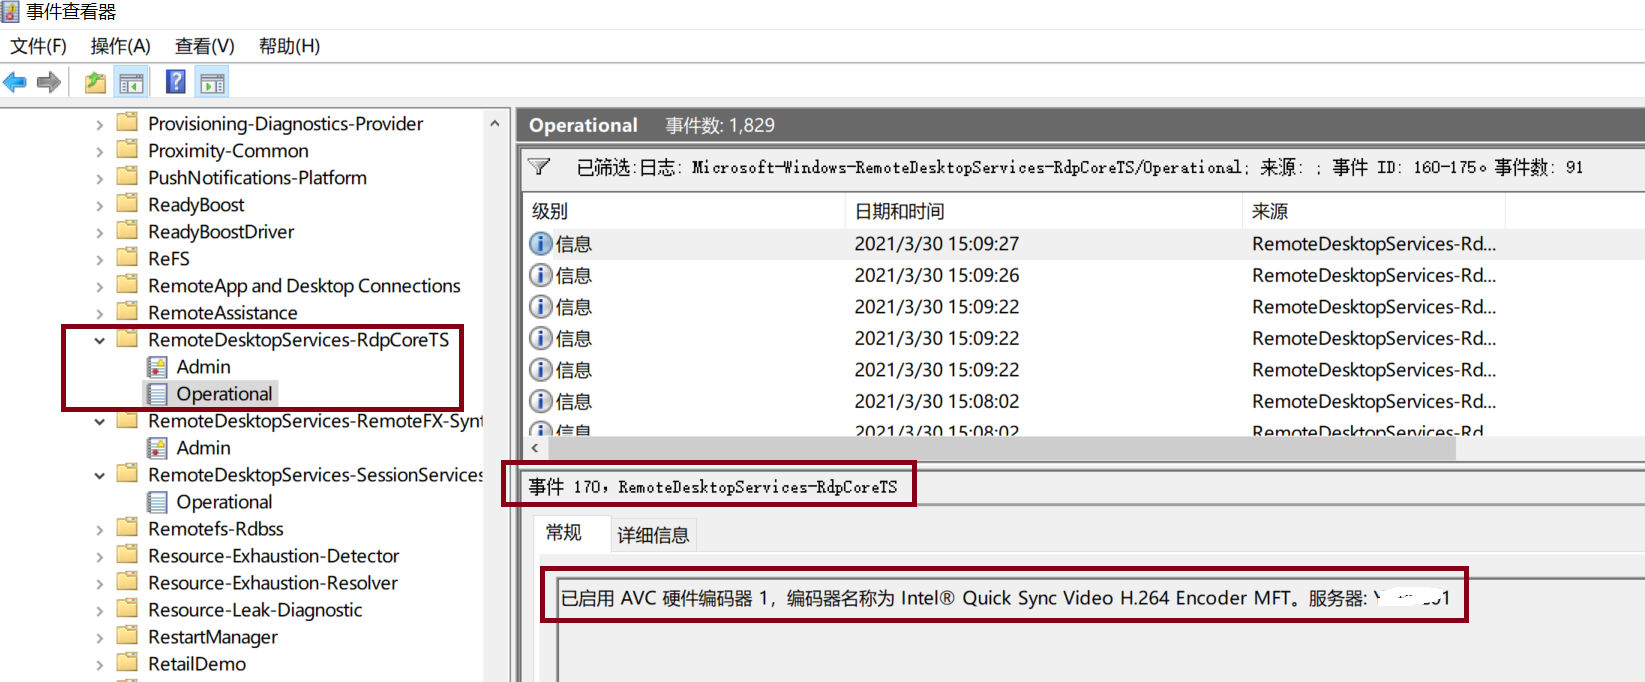 事件查看器
文件(F) 操作(A) 查看(V) 帮助(H)
Provisioning-Diagnostics-Provider
Proximity-Common
PushNotifications-Platform
ReadyBoost
ReadyBoostDriver
ReFS
RemoteApp and Desktop Connections
RemoteAssistance
RemoteDesktopServices-RdpCoreTS
Admin
Operational
RemoteDesktopServices-RemoteFX-Synt
Admin
RemoteDesktopServices-SessionServices
Operational
Remotefs-Rdbss
Resource-Exhaustion-Detector
Resource-Exhaustion-Resolver
Resource-Leak-Diagnostic
RestartManager
RetailDemo
Operational 事件数: 1,829
已筛选:日志: Microsoft-Windows-RemoteDesktopServices-RdpCoreTS/Operational; 来源: ; 事件 ID: 160-175。事件数: 91
级别 日期和时间 来源
信息 2021/3/30 15:09:27 RemoteDesktopServices-Rd...
信息 2021/3/30 15:09:26 RemoteDesktopServices-Rd...
信息 2021/3/30 15:09:22 RemoteDesktopServices-Rd...
信息 2021/3/30 15:09:22 RemoteDesktopServices-Rd...
信息 2021/3/30 15:09:22 RemoteDesktopServices-Rd...
信息 2021/3/30 15:08:02 RemoteDesktopServices-Rd...
信息 2021/3/30 15:08:02 RemoteDesktopServices-Rd
事件 170，RemoteDesktopServices-RdpCoreTS
常规 详细信息
已启用 AVC 硬件编码器 1，编码器名称为 Intel® Quick Sync Video H.264 Encoder MFT。服务器: